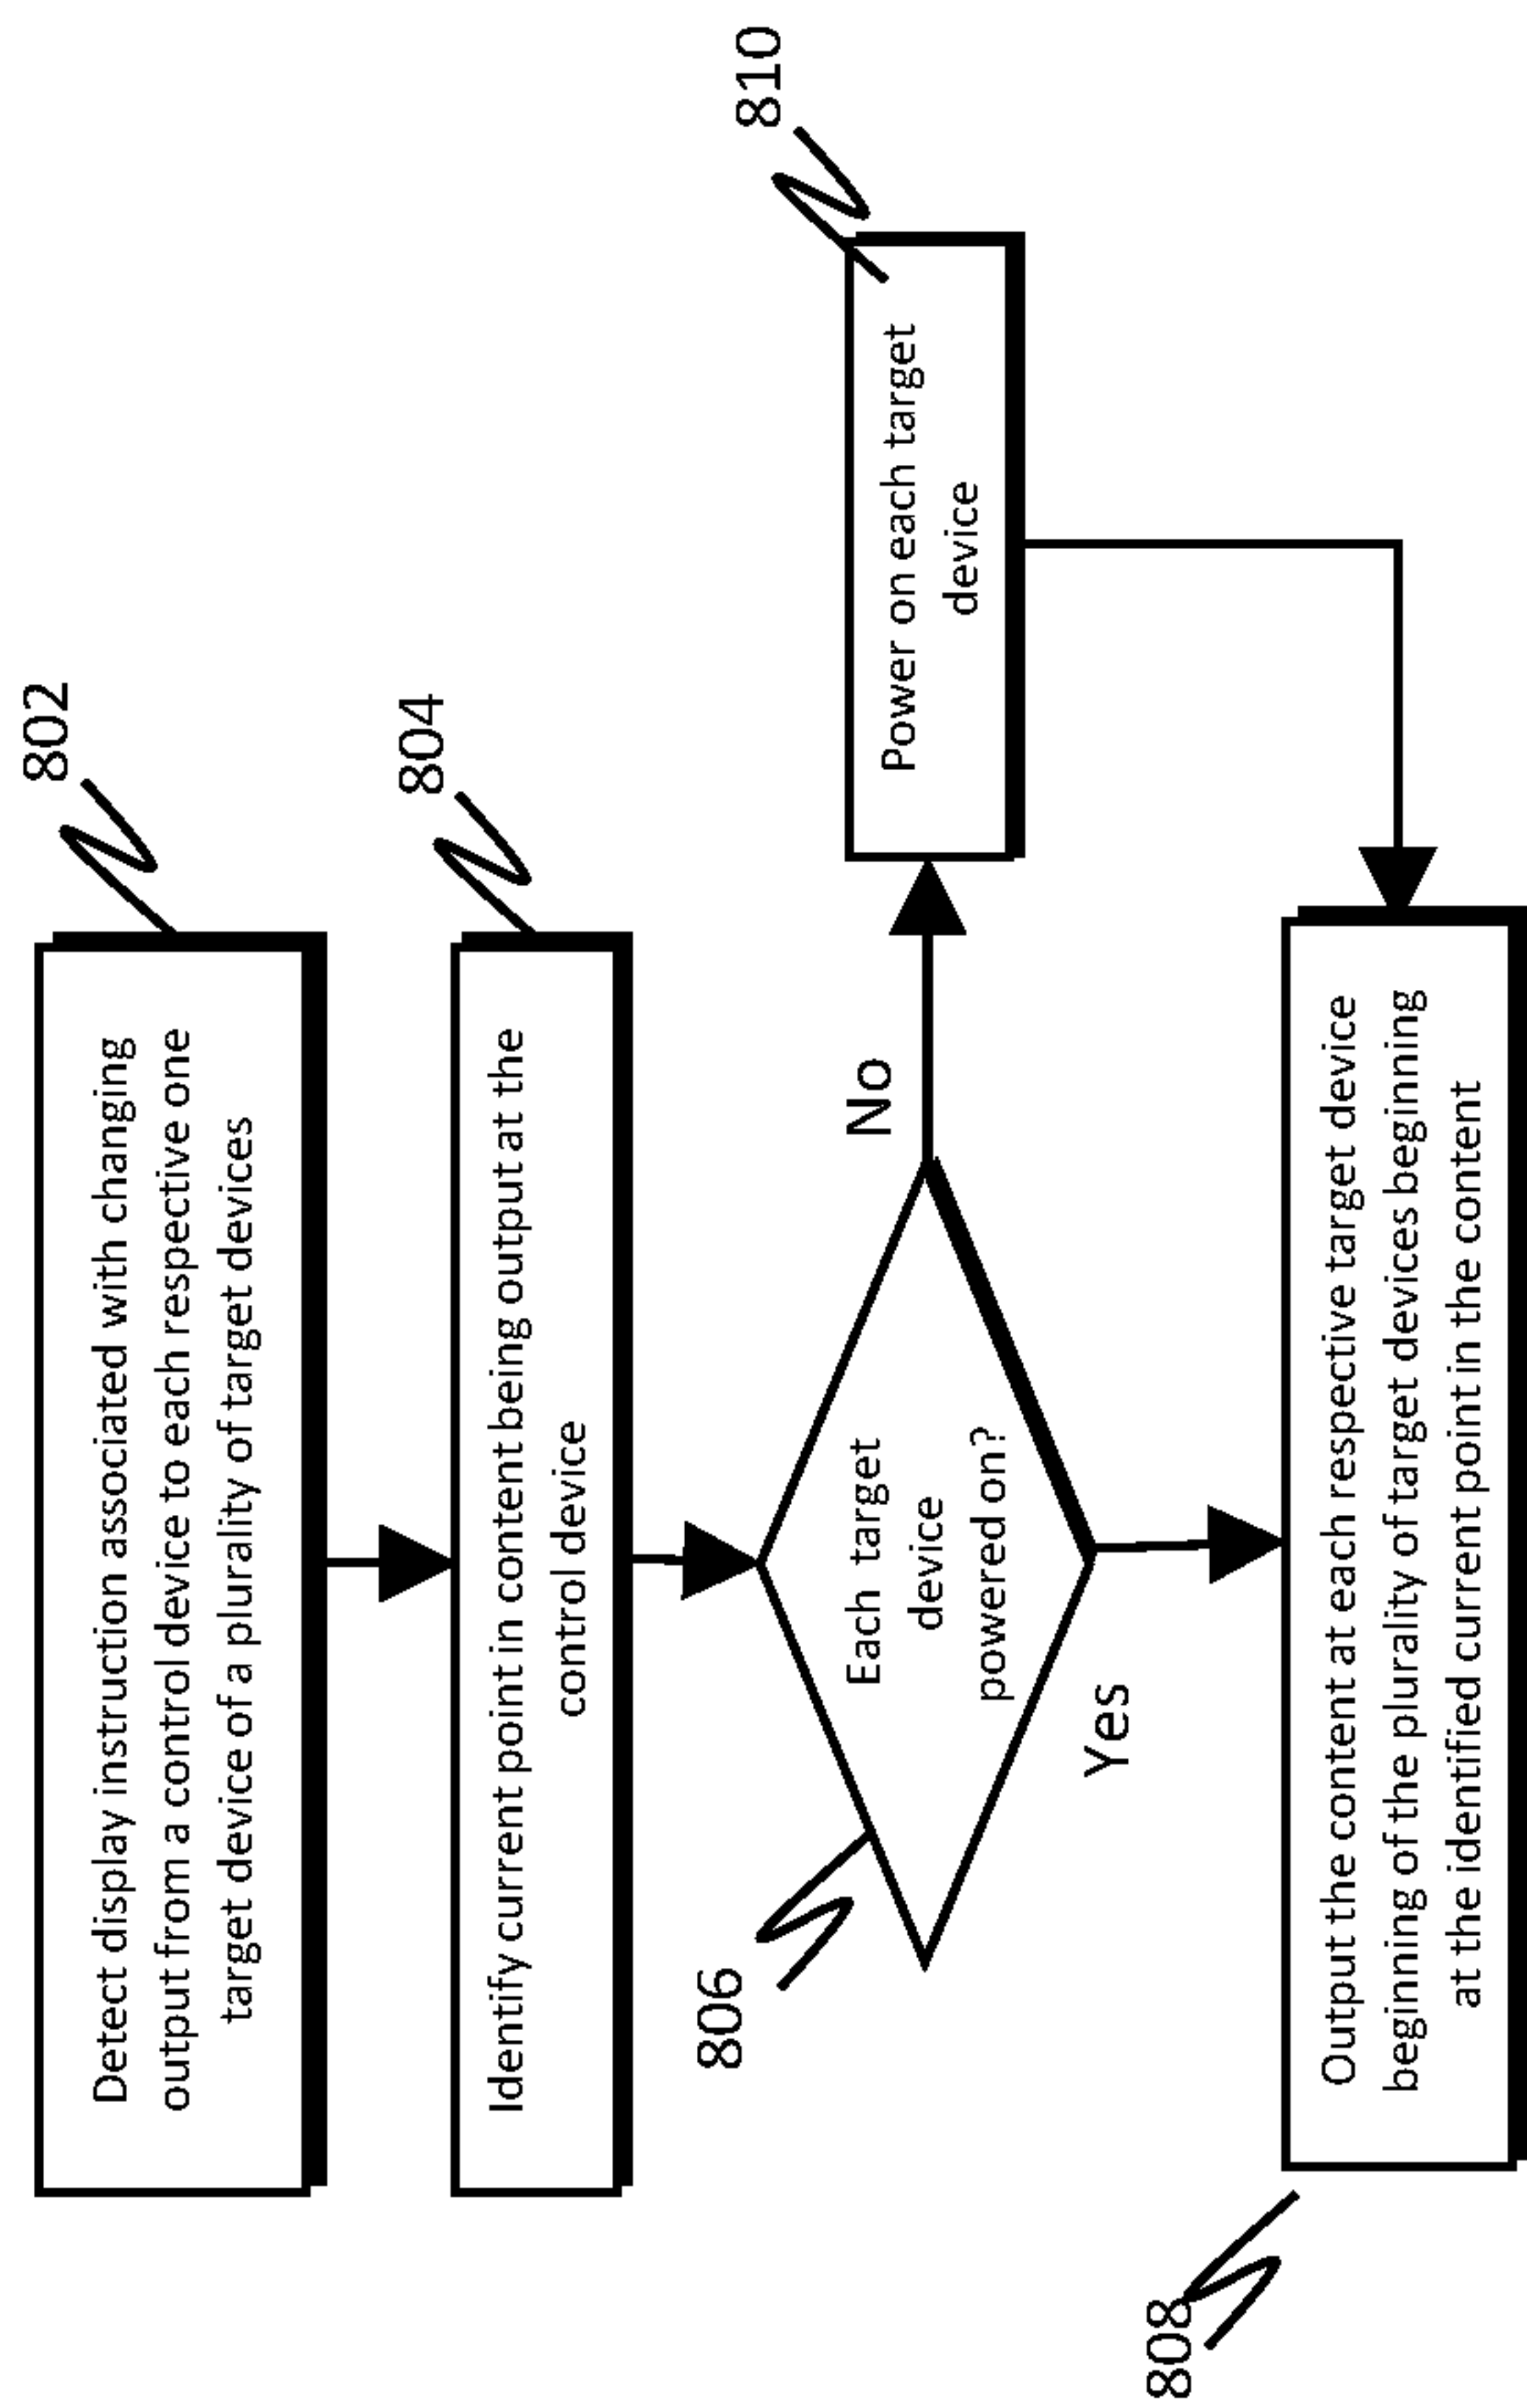 802
Detect display instruction associated with changing
output from a control device to each respective one
target device of a plurality of target devices
804
Identify current point in content being output at the
control device
806
Each target
device
powered on?
No
810
Power on each target
device
Yes
808
Output the content at each respective target device
beginning of the plurality of target devices beginning
at the identified current point in the content